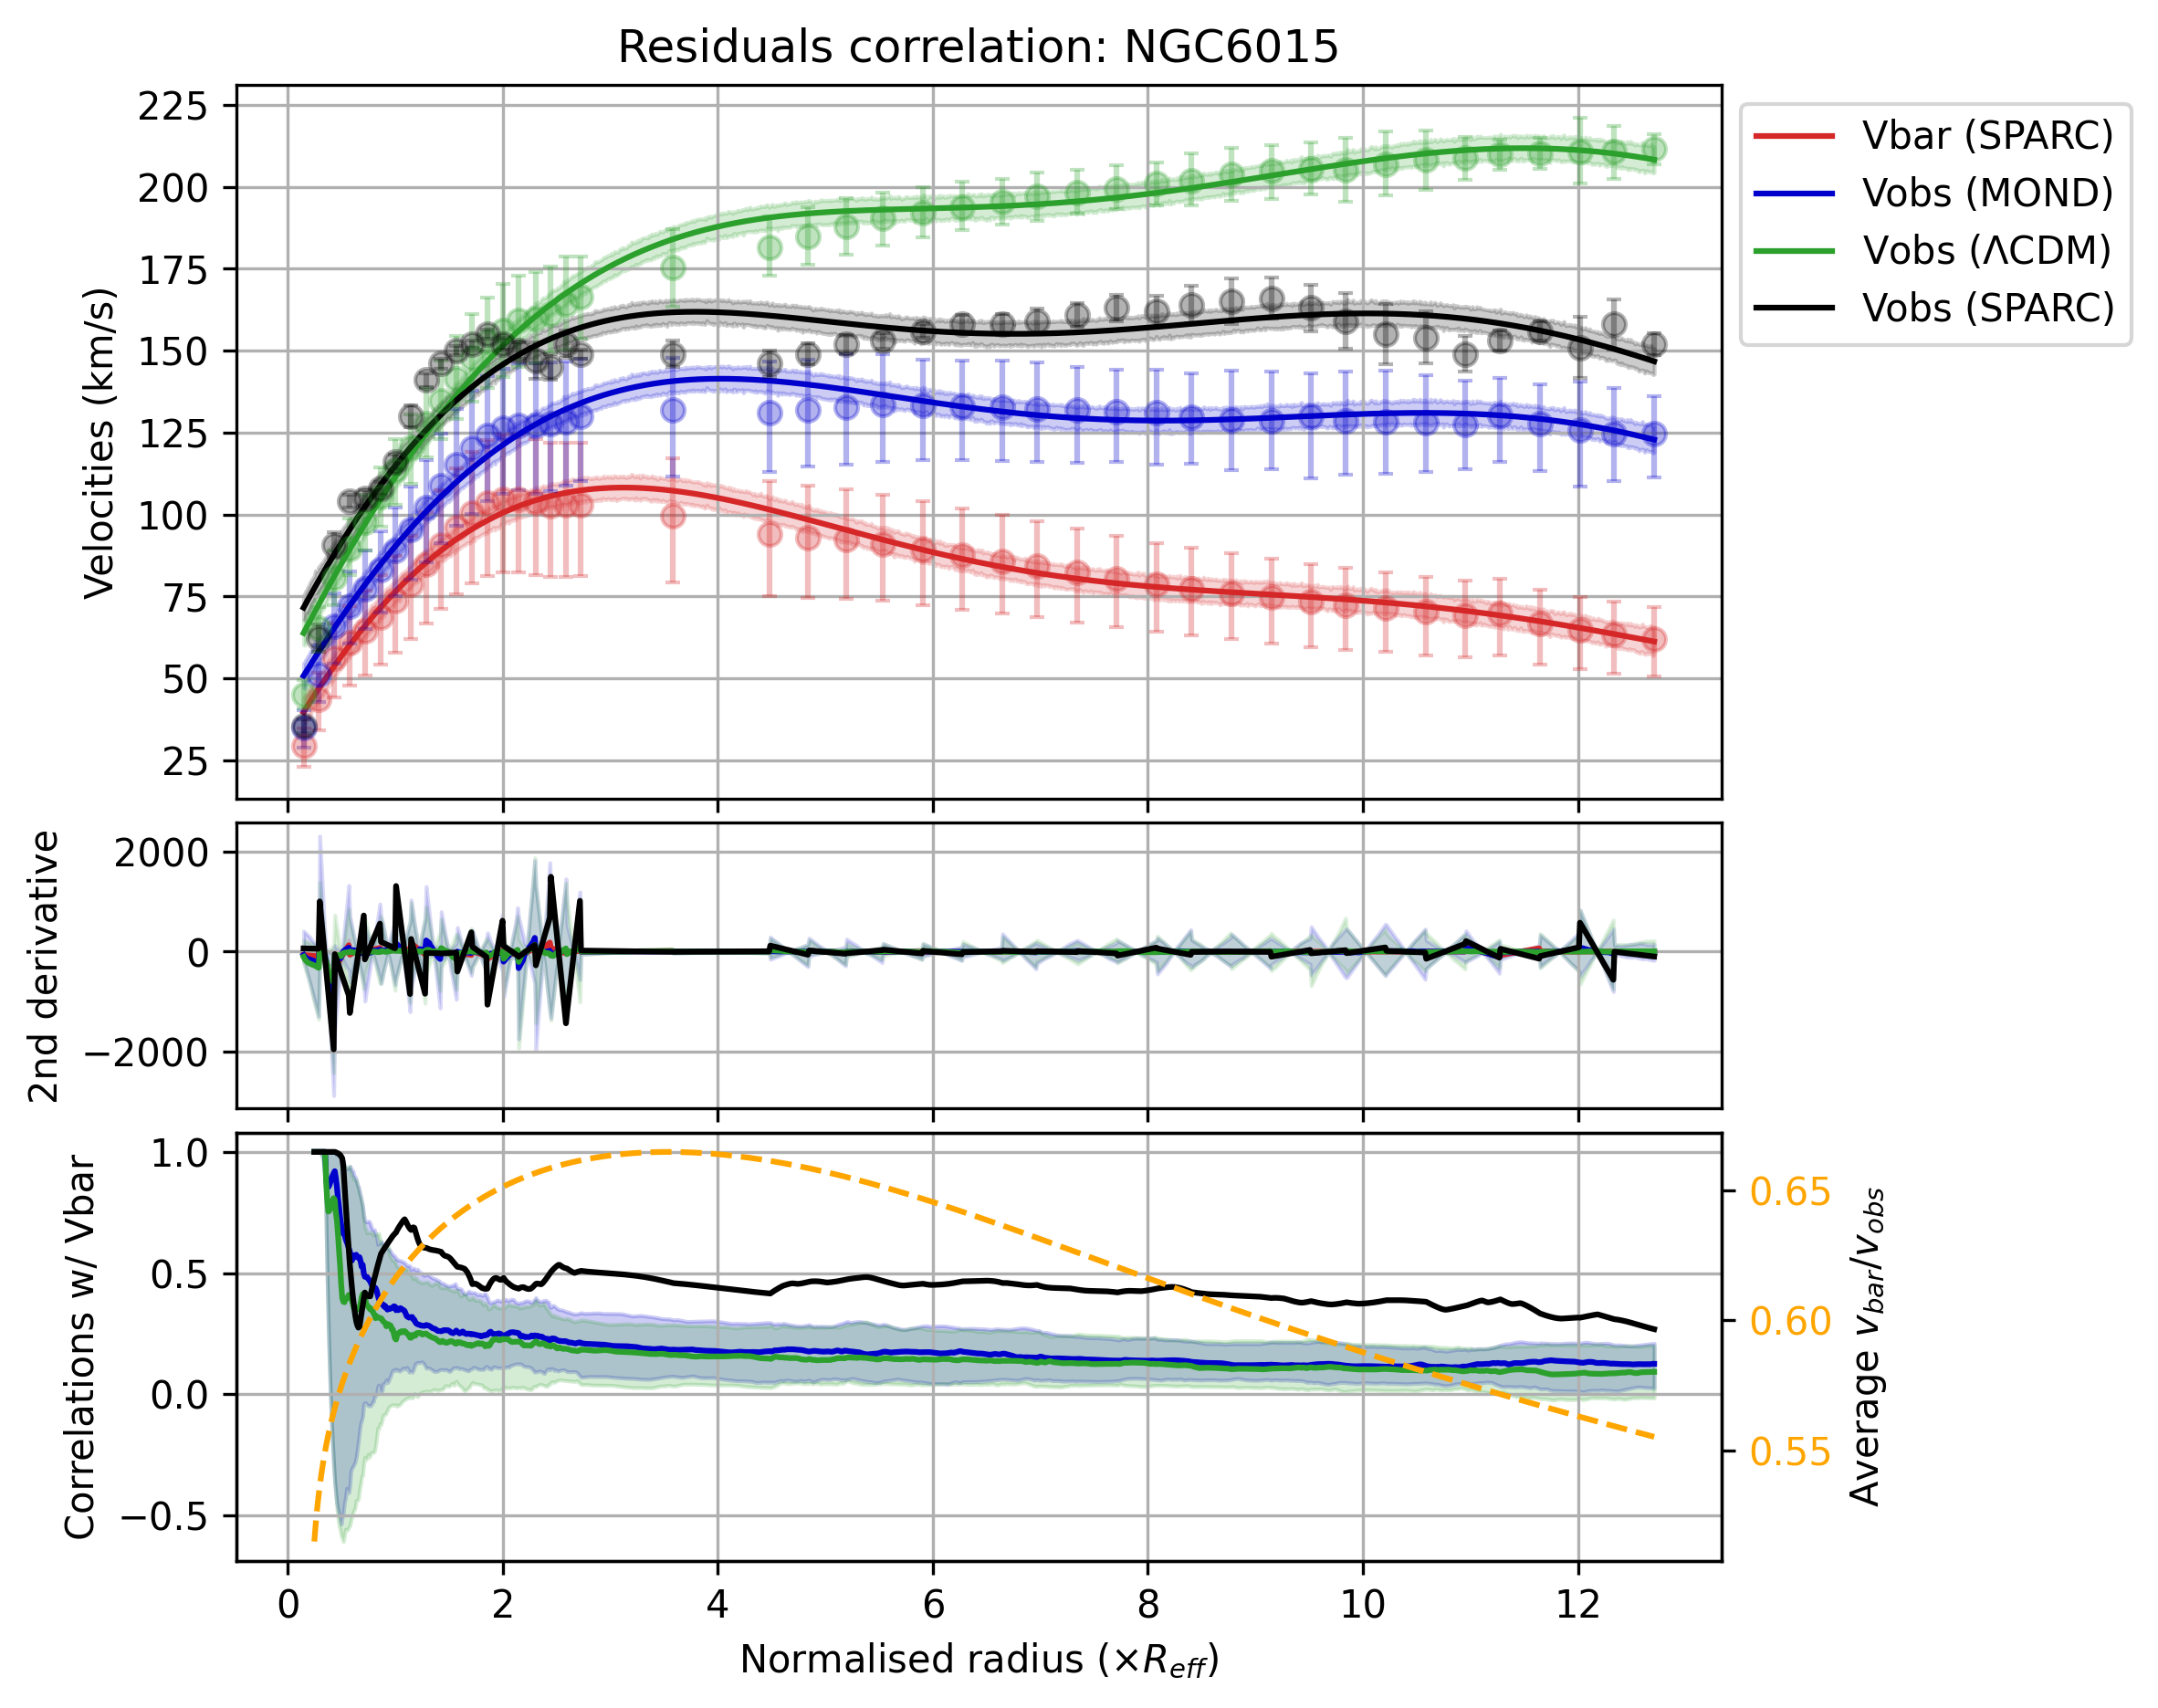 Residuals correlation: NGC6015
Velocities (km/s)
225
200
175
150
125
100
75
50
25
Vbar (SPARC)
Vobs (MOND)
Vobs (ΛCDM)
Vobs (SPARC)
2nd derivative
2000
0
−2000
Correlations w/ Vbar
1.0
0.5
0.0
−0.5
0.65
0.60
0.55
Average v_bar/v_obs
0 2 4 6 8 10 12
Normalised radius (×R_eff)